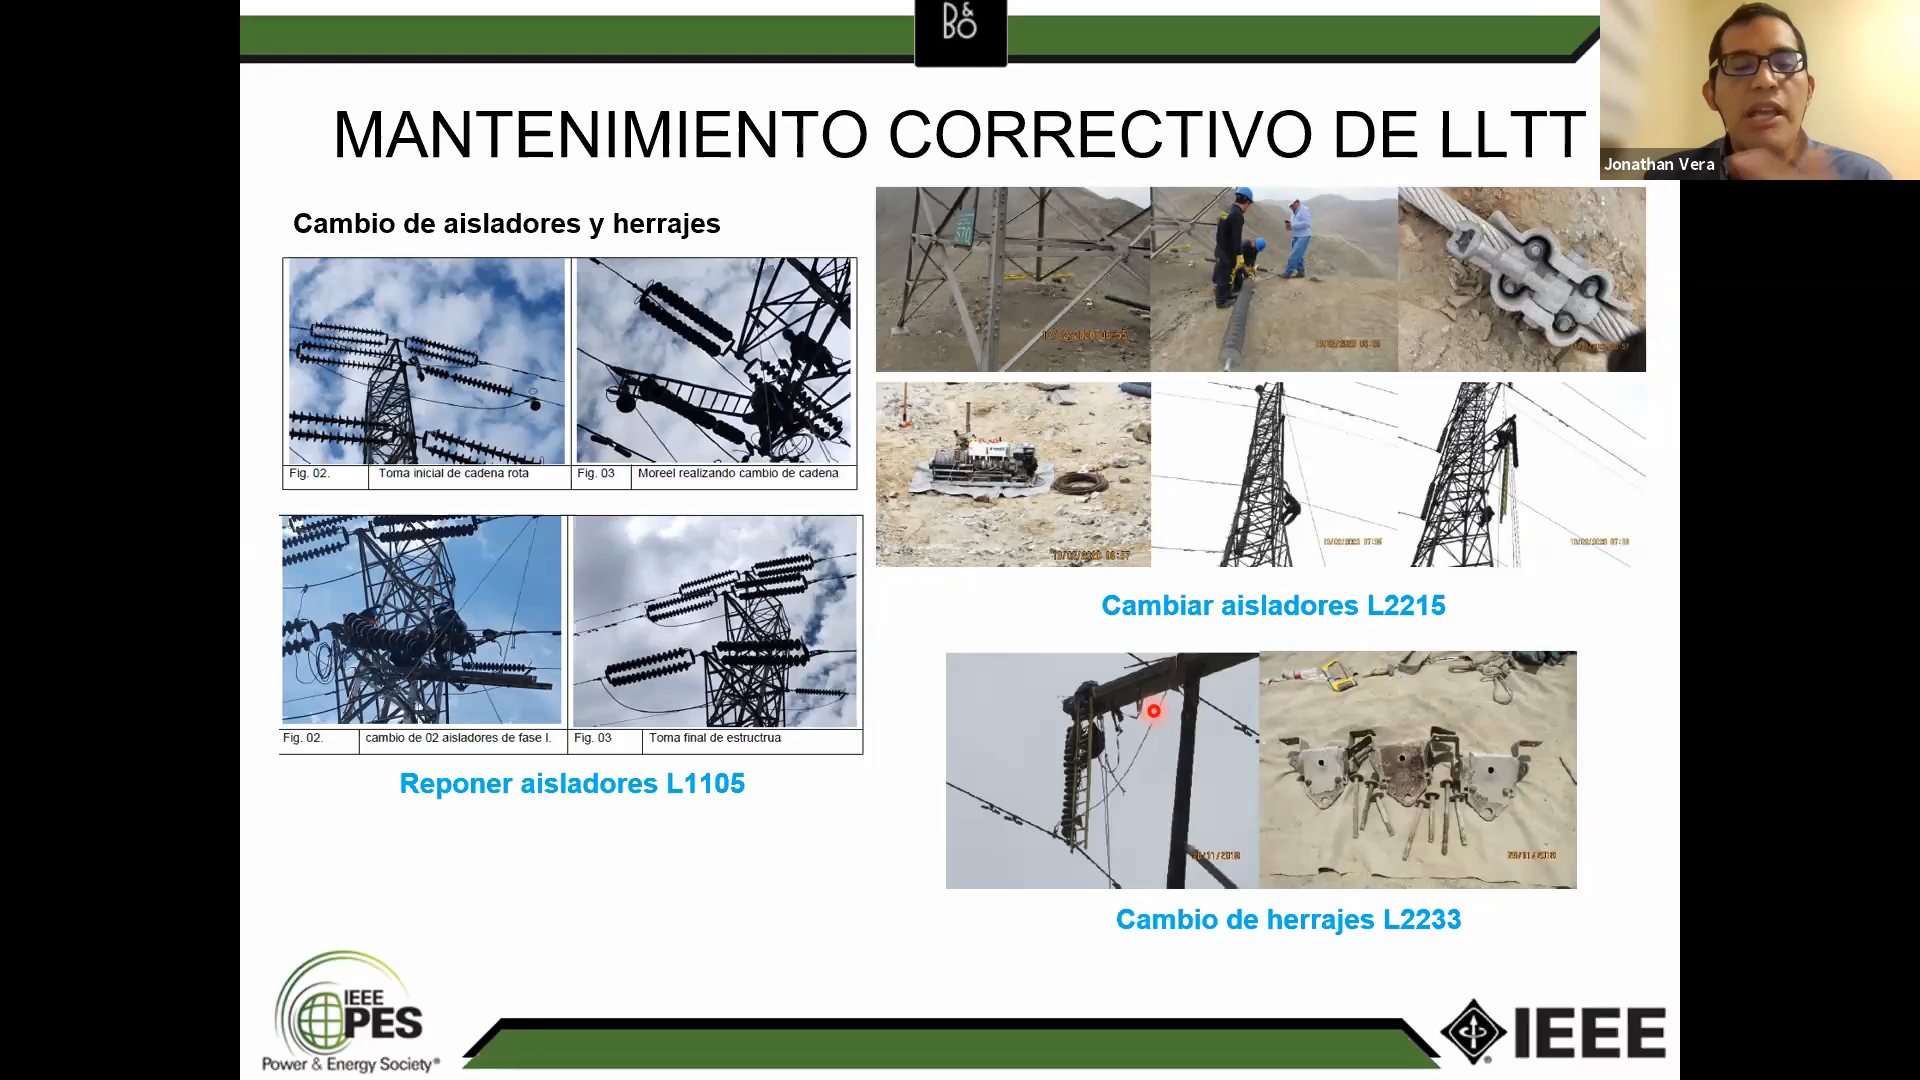 B&O
MANTENIMIENTO CORRECTIVO DE LLTT
Jonathan Vera
Cambio de aisladores y herrajes
Fig. 02. Toma inicial de cadena rota Fig. 03 Moreel realizando cambio de cadena
Fig. 02. cambio de 02 aisladores de fase I. Fig. 03 Toma final de estructrua
Reponer aisladores L1105
Cambiar aisladores L2215
Cambio de herrajes L2233
IEEE
PES
Power & Energy Society®
IEEE